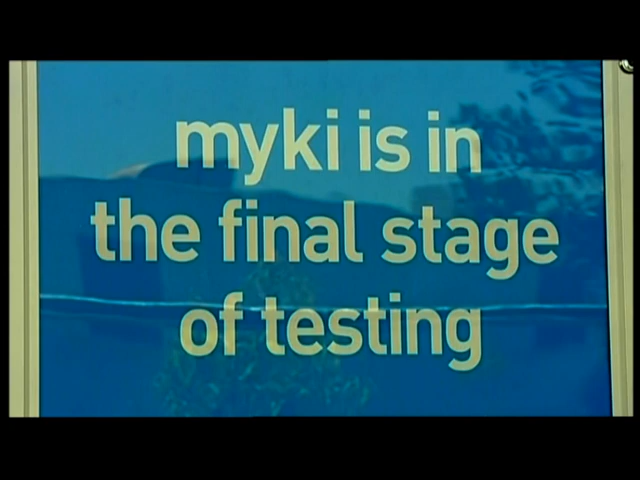 myki is in
the final stage
of testing